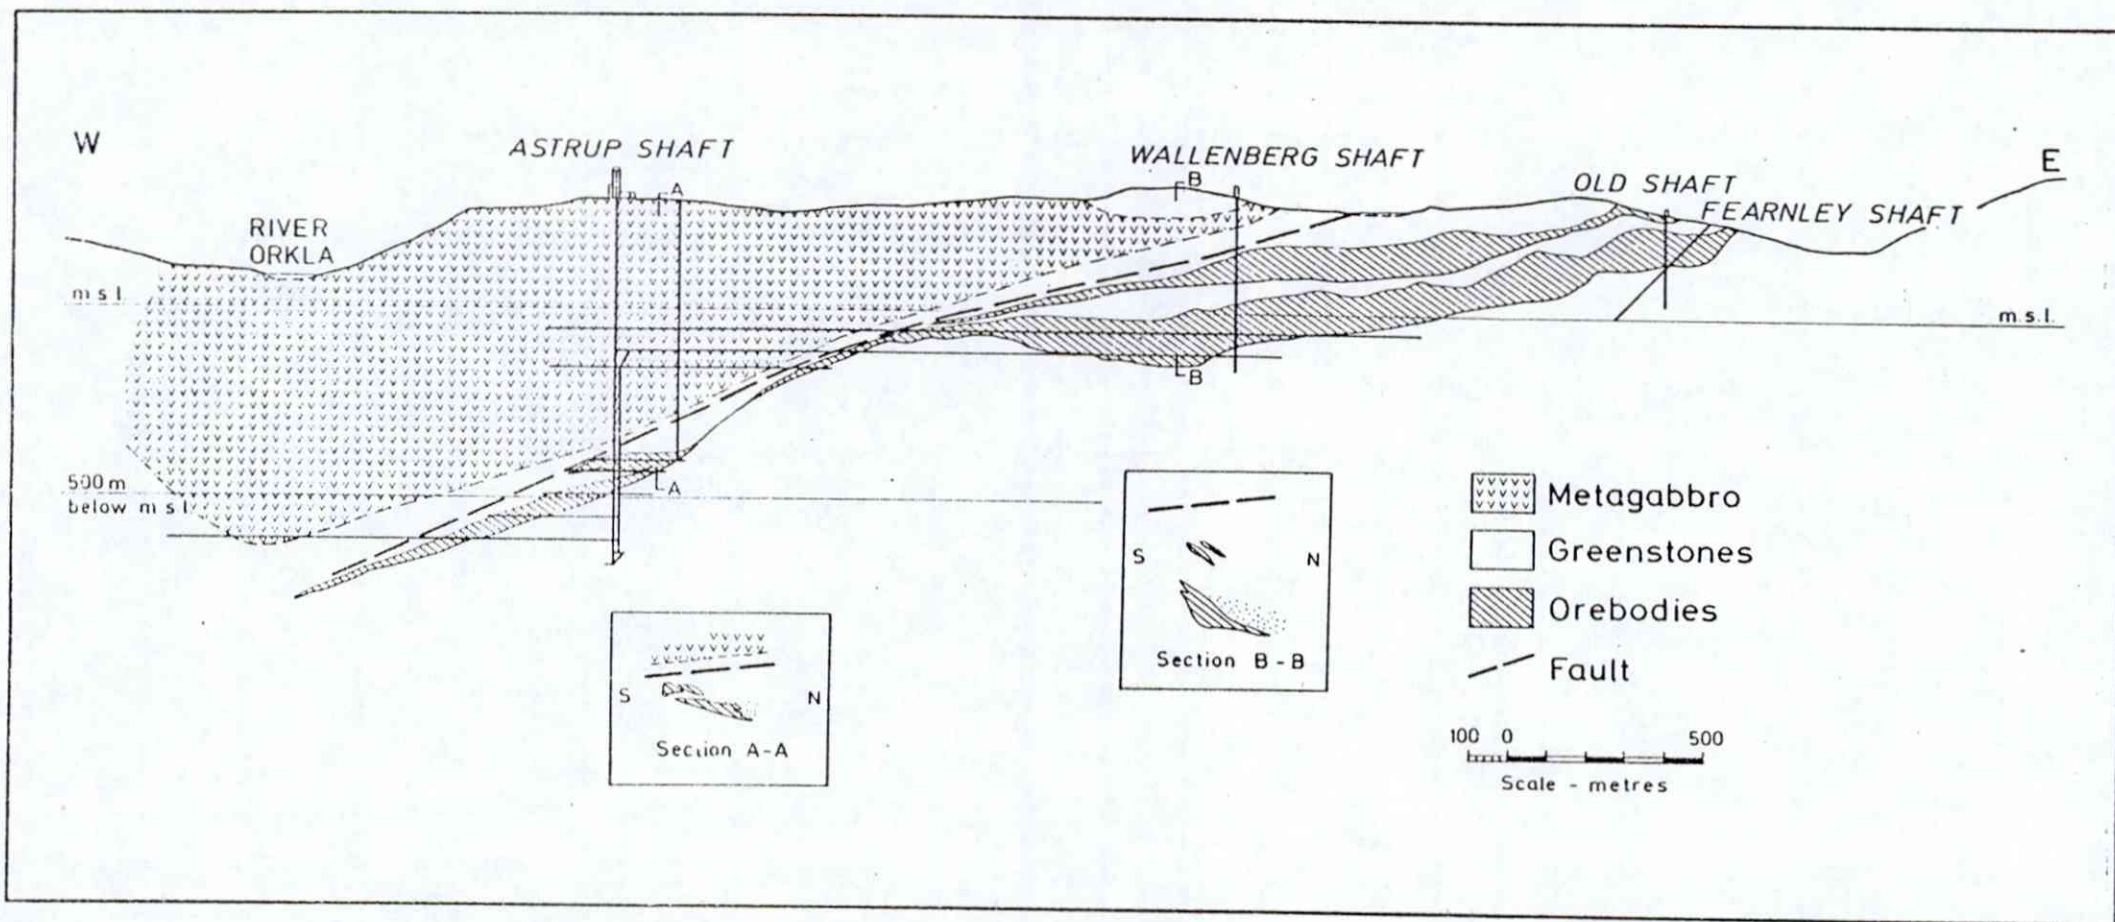 W
E
ASTRUP SHAFT
WALLENBERG SHAFT
OLD SHAFT
FEARNLEY SHAFT
A
B
RIVER
ORKLA
m s l
m.s.l.
B
A
500 m
below m s l
S
N
Section B - B
S
N
Section A-A
Metagabbro
Greenstones
Orebodies
Fault
100 0 500
Scale - metres